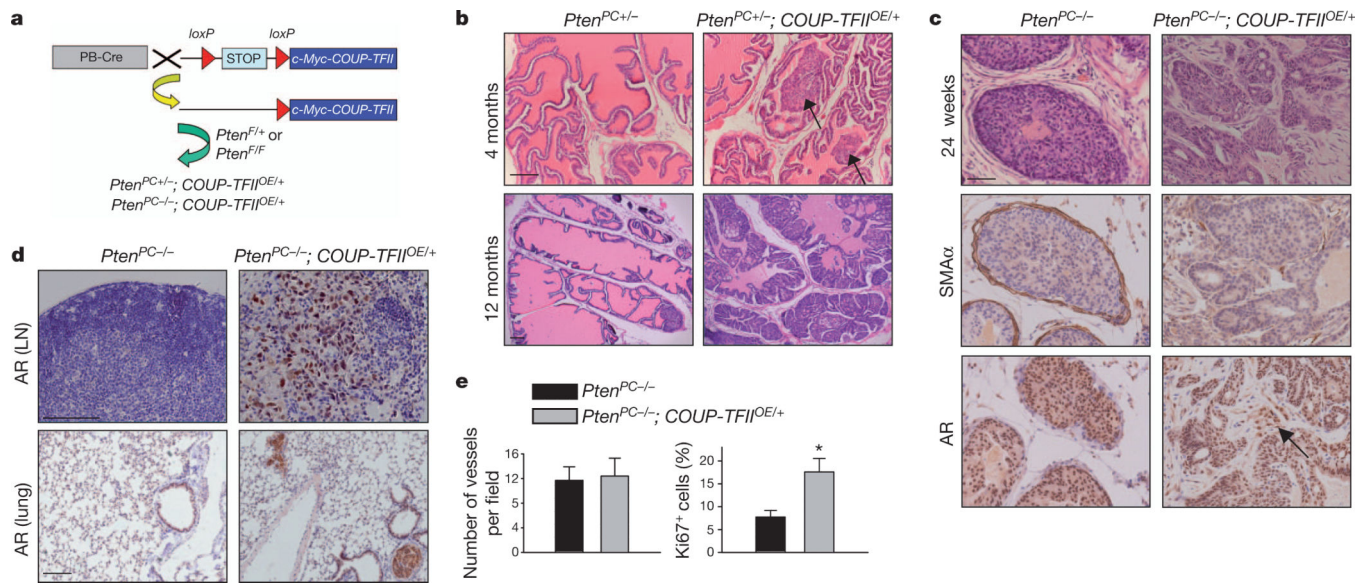 a
PB-Cre
loxP
STOP
loxP
c-Myc-COUP-TFII
c-Myc-COUP-TFII
Pten^F/+ or
Pten^F/F
Pten^PC+/–; COUP-TFII^OE/+
Pten^PC–/–; COUP-TFII^OE/+
b
Pten^PC+/–
Pten^PC+/–; COUP-TFII^OE/+
4 months
12 months
c
Pten^PC–/–
Pten^PC–/–; COUP-TFII^OE/+
24 weeks
SMAα
AR
d
Pten^PC–/–
Pten^PC–/–; COUP-TFII^OE/+
AR (LN)
AR (lung)
e
Pten^PC–/–
Pten^PC–/–; COUP-TFII^OE/+
Number of vessels
per field
16
12
12
4
0
Ki67+ cells (%)
20
15
10
5
0
*